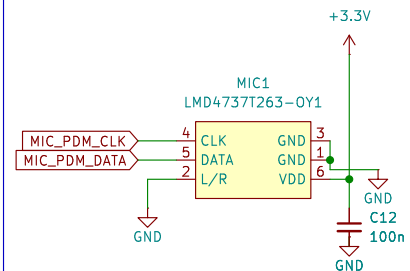 +3.3V
MIC1
LMD4737T263-OY1
MIC_PDM_CLK 4 CLK GND 3
MIC_PDM_DATA 5 DATA GND 1
2 L/R VDD 6
GND
GND
C12
100n
GND